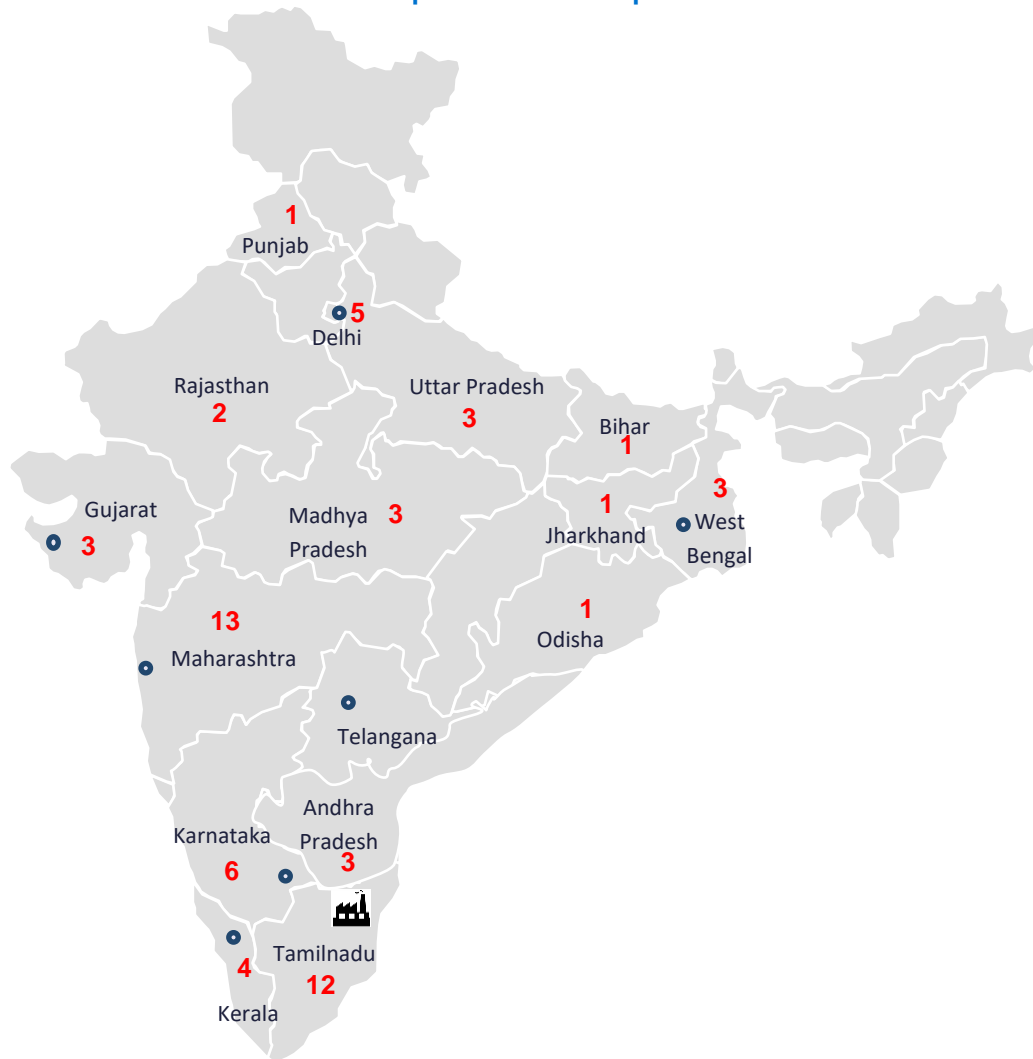 1
Punjab
5
Delhi
Rajasthan
2
Uttar Pradesh
3
Bihar
1
Gujarat
3
Madhya
Pradesh
3
1
Jharkhand
3
West
Bengal
13
Maharashtra
1
Odisha
Telangana
Andhra
Pradesh
3
Karnataka
6
Tamilnadu
12
4
Kerala